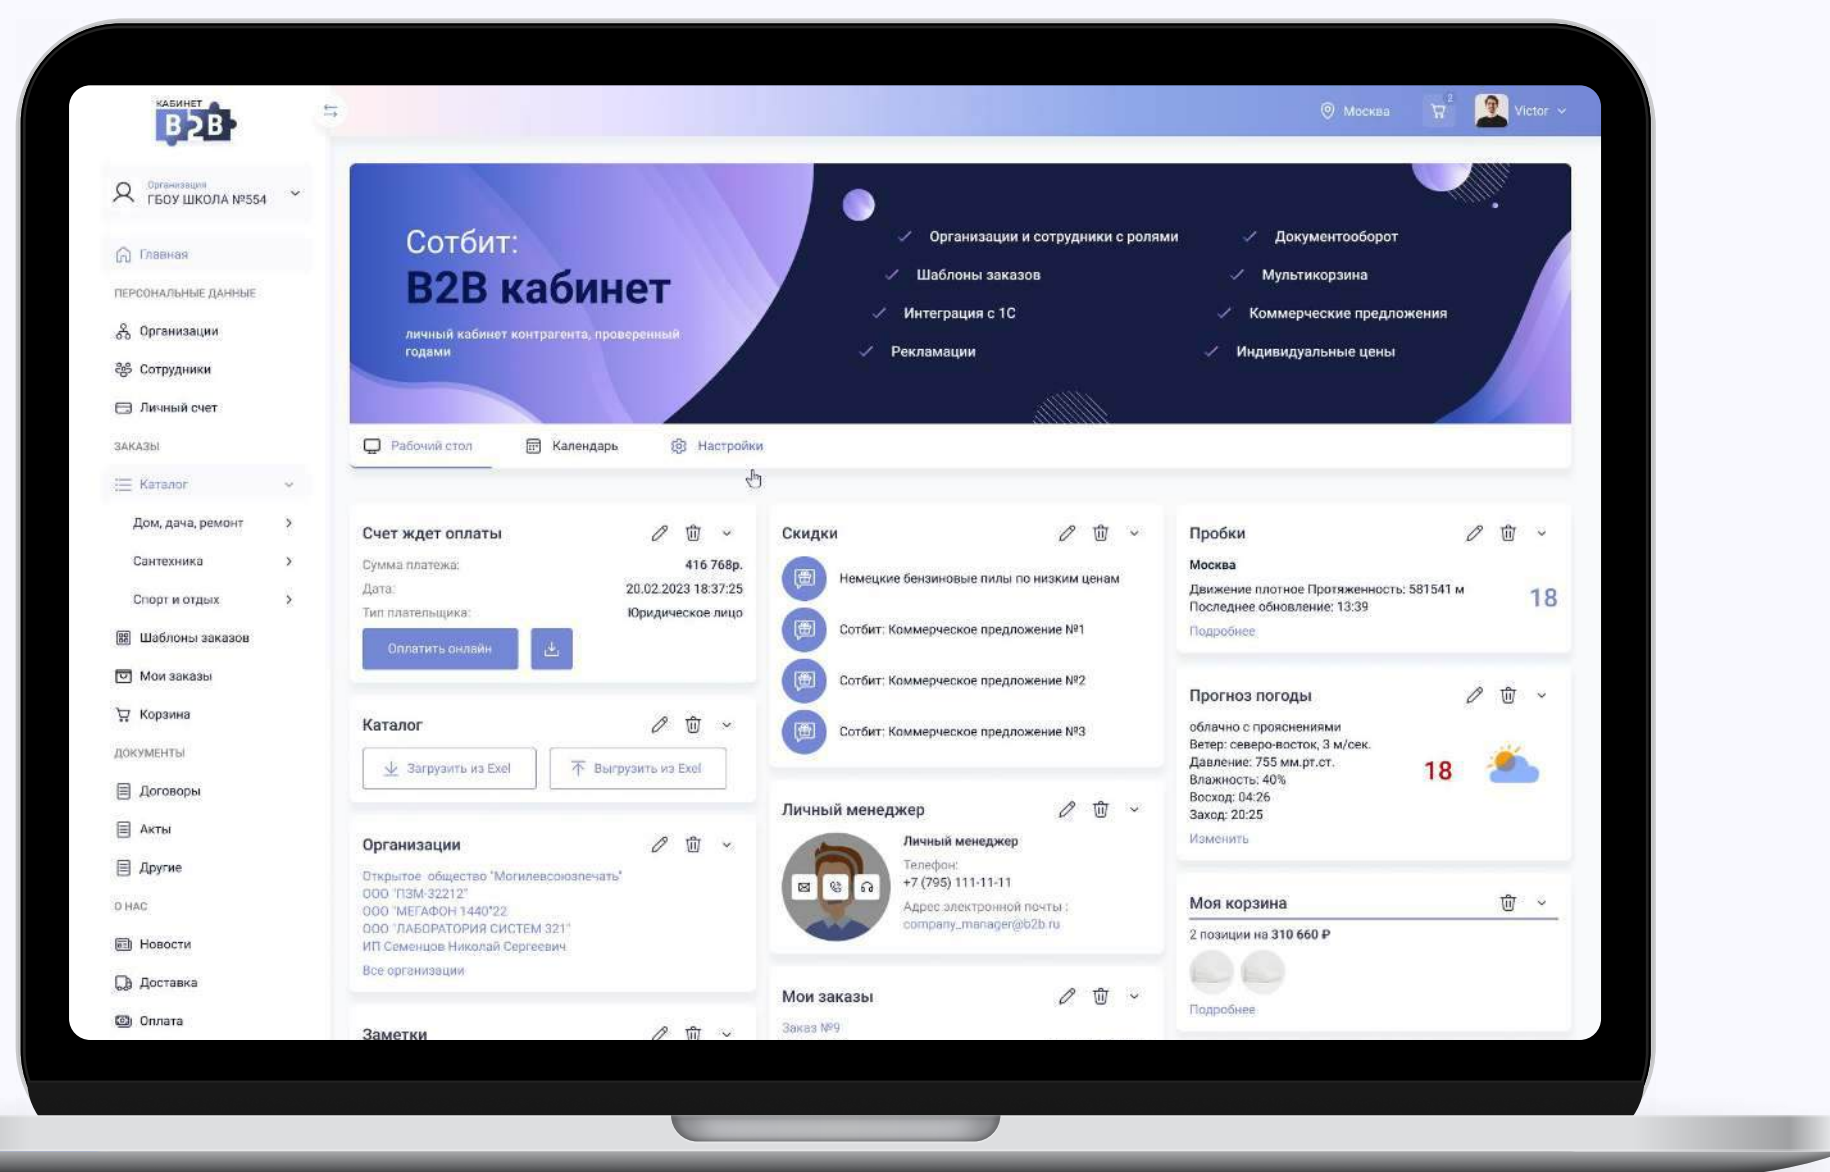 КАБИНЕТ
B2B
Москва
2
Victor
Организация
ГБОУ ШКОЛА №554
Главная
ПЕРСОНАЛЬНЫЕ ДАННЫЕ
Организации
Сотрудники
Личный счет
ЗАКАЗЫ
Каталог
Дом, дача, ремонт
Сантехника
Спорт и отдых
Шаблоны заказов
Мои заказы
Корзина
ДОКУМЕНТЫ
Договоры
Акты
Другие
О НАС
Новости
Доставка
Оплата
Сотбит:
B2B кабинет
личный кабинет контрагента, проверенный
годами
Организации и сотрудники с ролями
Шаблоны заказов
Интеграция с 1С
Рекламации
Документооборот
Мультикорзина
Коммерческие предложения
Индивидуальные цены
Рабочий стол
Календарь
Настройки
Счет ждет оплаты
Сумма платежа: 416 768р.
Дата: 20.02.2023 18:37:25
Тип плательщика: Юридическое лицо
Оплатить онлайн
Каталог
Загрузить из Exel
Выгрузить из Exel
Организации
Открытое общество "Могилевсоюзпечать"
ООО "ПЗМ-32212"
ООО "МЕГАФОН 1440"22
ООО "ЛАБОРАТОРИЯ СИСТЕМ 321"
ИП Семенцов Николай Сергеевич
Все организации
Заметки
Скидки
Немецкие бензиновые пилы по низким ценам
Сотбит: Коммерческое предложение №1
Сотбит: Коммерческое предложение №2
Сотбит: Коммерческое предложение №3
Личный менеджер
Личный менеджер
Телефон:
+7 (795) 111-11-11
Адрес электронной почты :
company_manager@b2b.ru
Мои заказы
Заказ №9
Пробки
Москва
Движение плотное Протяженность: 581541 м
Последнее обновление: 13:39
18
Подробнее
Прогноз погоды
облачно с прояснениями
Ветер: северо-восток, 3 м/сек.
Давление: 755 мм.рт.ст.
Влажность: 40%
Восход: 04:26
Заход: 20:25
18
Изменить
Моя корзина
2 позиции на 310 660 ₽
Подробнее